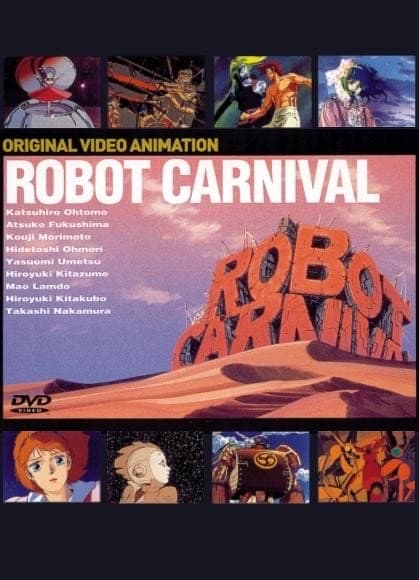 ORIGINAL VIDEO ANIMATION
ROBOT CARNIVAL
Katsuhiro Ohtomo
Atsuko Fukushima
Kouji Morimoto
Hidetoshi Ohmori
Yasuomi Umetsu
Hiroyuki Kitazume
Mao Lamdo
Hiroyuki Kitakubo
Takashi Nakamura
ROBOT
CARNIVAL
DVD
VIDEO